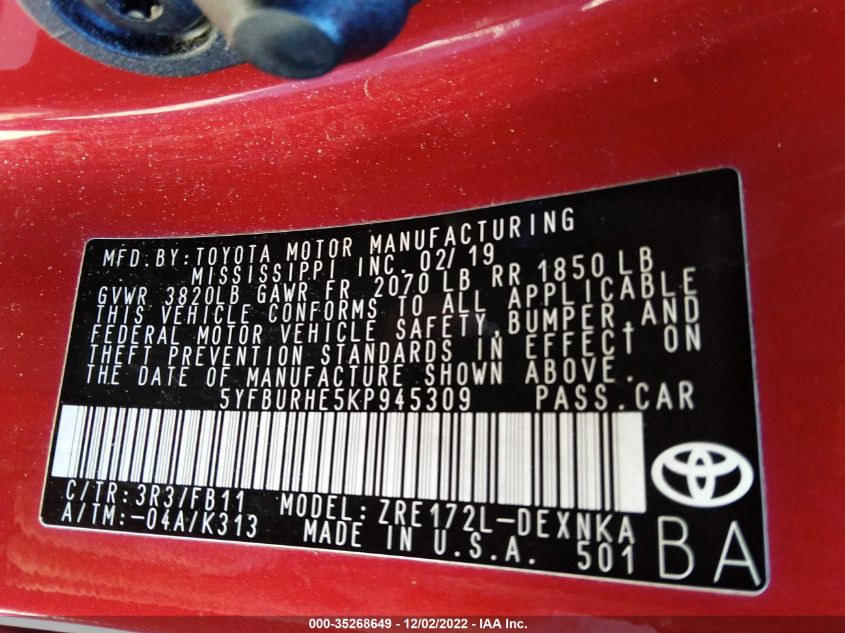 MFD. BY: TOYOTA MOTOR MANUFACTURING
MISSISSIPPI INC. 02/19
GVWR 3820LB GAWR FR 2070 LB RR 1850 LB
THIS VEHICLE CONFORMS TO ALL APPLICABLE
FEDERAL MOTOR VEHICLE SAFETY, BUMPER, AND
THEFT PREVENTION STANDARDS IN EFFECT ON
THE DATE OF MANUFACTURE SHOWN ABOVE.
5YFBURHE5KP945309 PASS. CAR
C/TR: 3R3/FB11 MODEL: ZRE172L-DEXNKA
A/TM: -04A/K313 MADE IN U.S.A. 501
BA
000-35268649 - 12/02/2022 - IAA Inc.